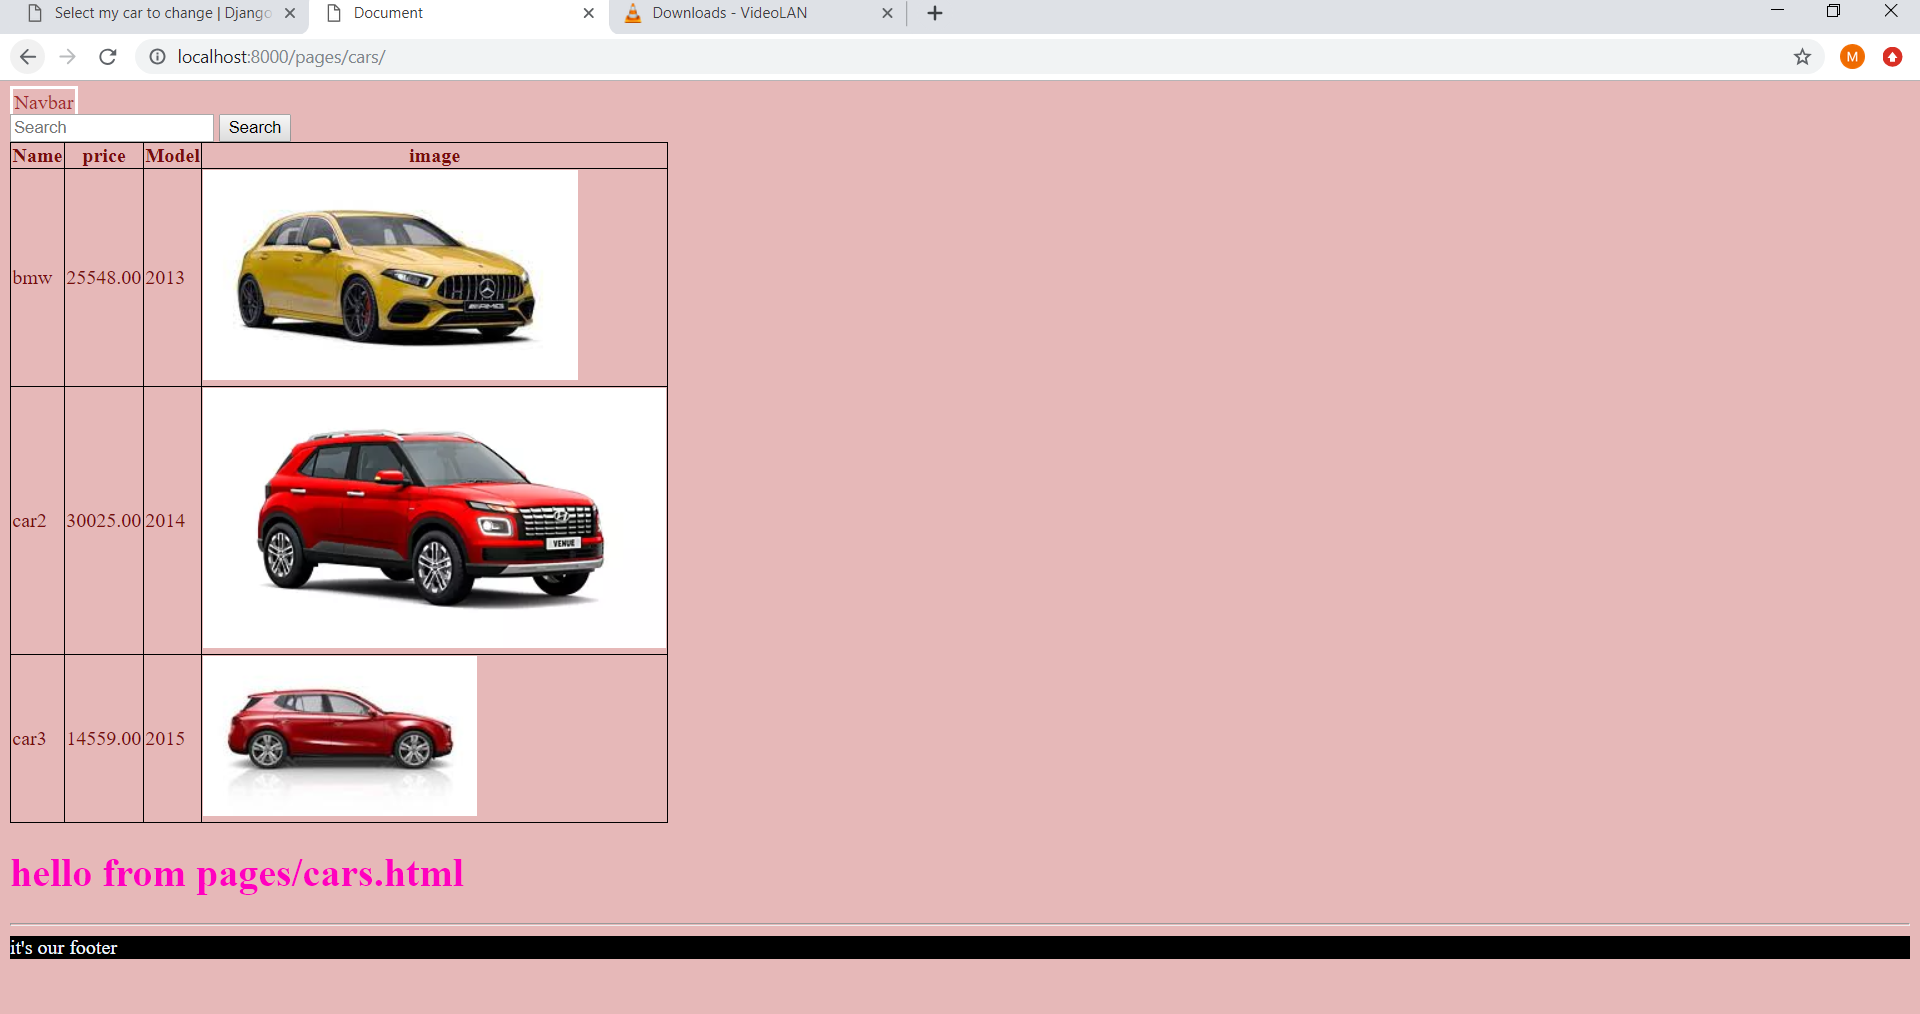 Select my car to change | Django
Document
Downloads - VideoLAN
localhost:8000/pages/cars/
M
Navbar
Search Search
Name price Model image
bmw 25548.00 2013
AMG
car2 30025.00 2014
VENUE
car3 14559.00 2015
hello from pages/cars.html
it's our footer